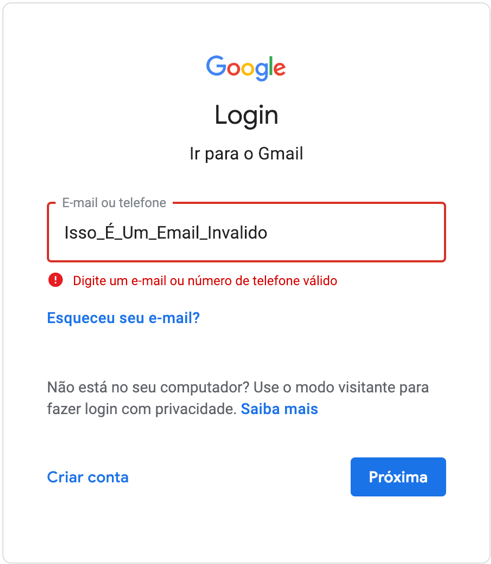 Google
Login
Ir para o Gmail
E-mail ou telefone
Isso_É_Um_Email_Invalido
Digite um e-mail ou número de telefone válido
Esqueceu seu e-mail?
Não está no seu computador? Use o modo visitante para
fazer login com privacidade. Saiba mais
Criar conta
Próxima